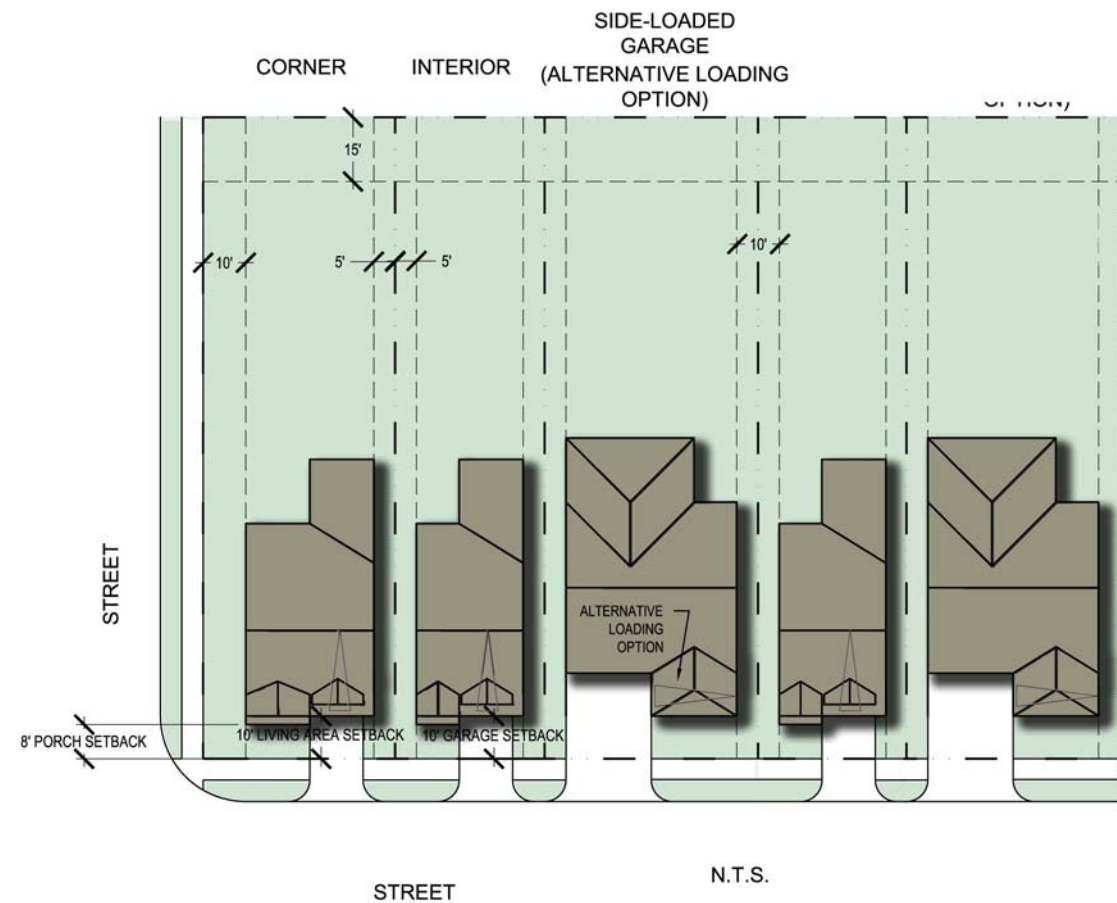 SIDE-LOADED
GARAGE
(ALTERNATIVE LOADING
OPTION)
CORNER
INTERIOR
OPTION)
15'
10'
5'
5'
10'
STREET
ALTERNATIVE
LOADING
OPTION
8' PORCH SETBACK
10' LIVING AREA SETBACK
10' GARAGE SETBACK
N.T.S.
STREET